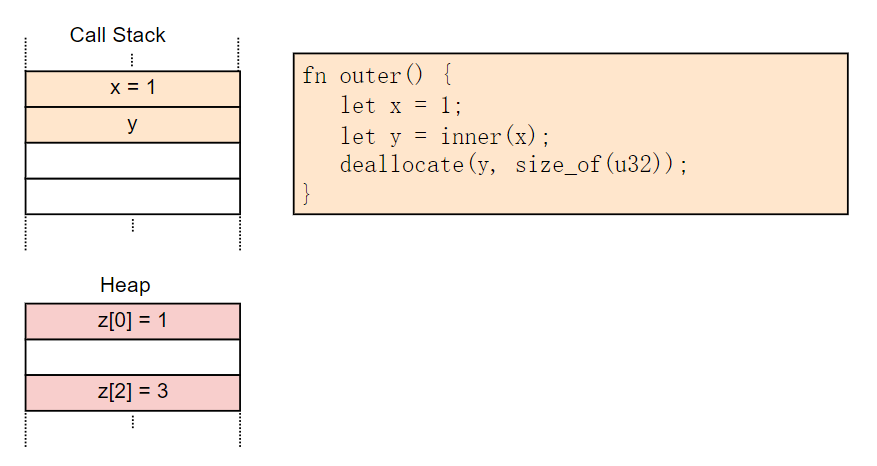 Call Stack
x = 1
y
Heap
z[0] = 1
z[2] = 3
fn outer() {
   let x = 1;
   let y = inner(x);
   deallocate(y, size_of(u32));
}